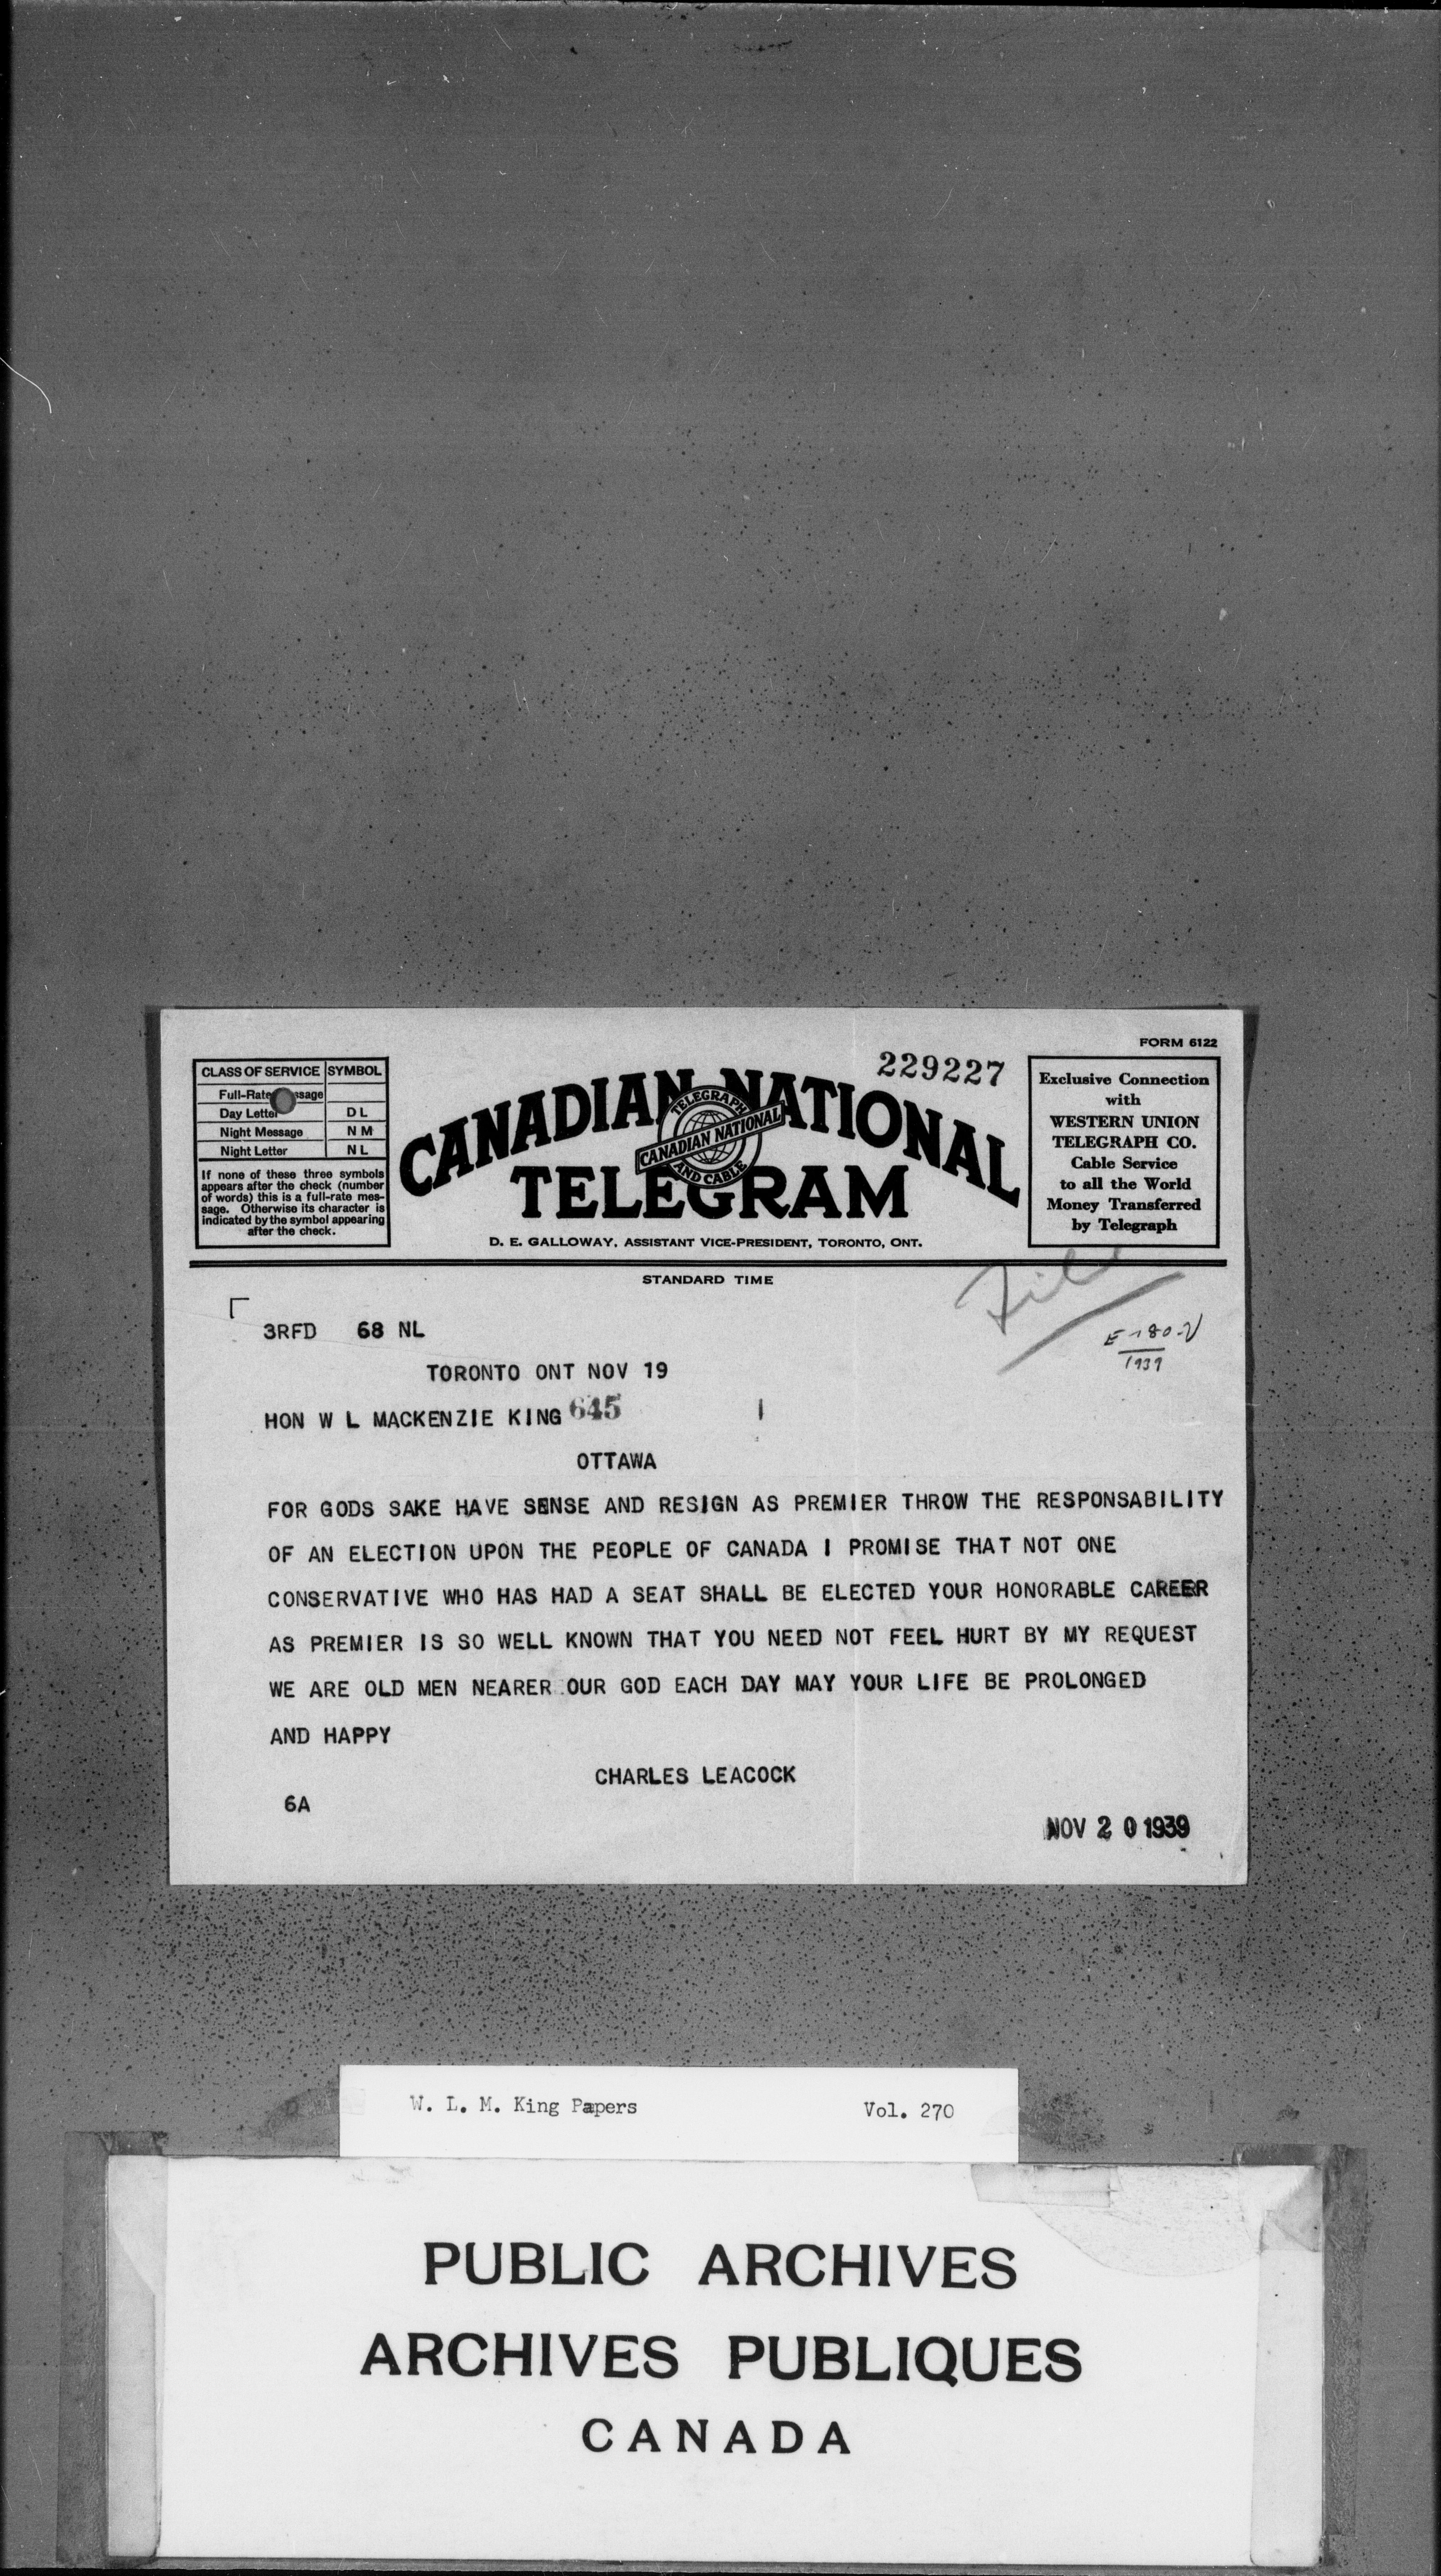 FORM 6122
229227
CLASS OF SERVICE SYMBOL
Full-Rate ssage
Day Letter DL
Night Message NM
Night Letter NL
If none of these three symbols
appears after the check (number
of words) this is a full-rate mes-
sage. Otherwise its character is
indicated by the symbol appearing
after the check.
CANADIAN NATIONAL
TELEGRAM
TELEGRAPH
CANADIAN NATIONAL
AND CABLE
D. E. GALLOWAY, ASSISTANT VICE-PRESIDENT, TORONTO, ONT.
Exclusive Connection
with
WESTERN UNION
TELEGRAPH CO.
Cable Service
to all the World
Money Transferred
by Telegraph
STANDARD TIME
File
3RFD 68 NL
E-180-V
1939
TORONTO ONT NOV 19
HON W L MACKENZIE KING 645
OTTAWA
FOR GODS SAKE HAVE SENSE AND RESIGN AS PREMIER THROW THE RESPONSABILITY
OF AN ELECTION UPON THE PEOPLE OF CANADA I PROMISE THAT NOT ONE
CONSERVATIVE WHO HAS HAD A SEAT SHALL BE ELECTED YOUR HONORABLE CAREER
AS PREMIER IS SO WELL KNOWN THAT YOU NEED NOT FEEL HURT BY MY REQUEST
WE ARE OLD MEN NEARER OUR GOD EACH DAY MAY YOUR LIFE BE PROLONGED
AND HAPPY
CHARLES LEACOCK
6A
NOV 20 1939
W. L. M. King Papers Vol. 270
PUBLIC ARCHIVES
ARCHIVES PUBLIQUES
CANADA